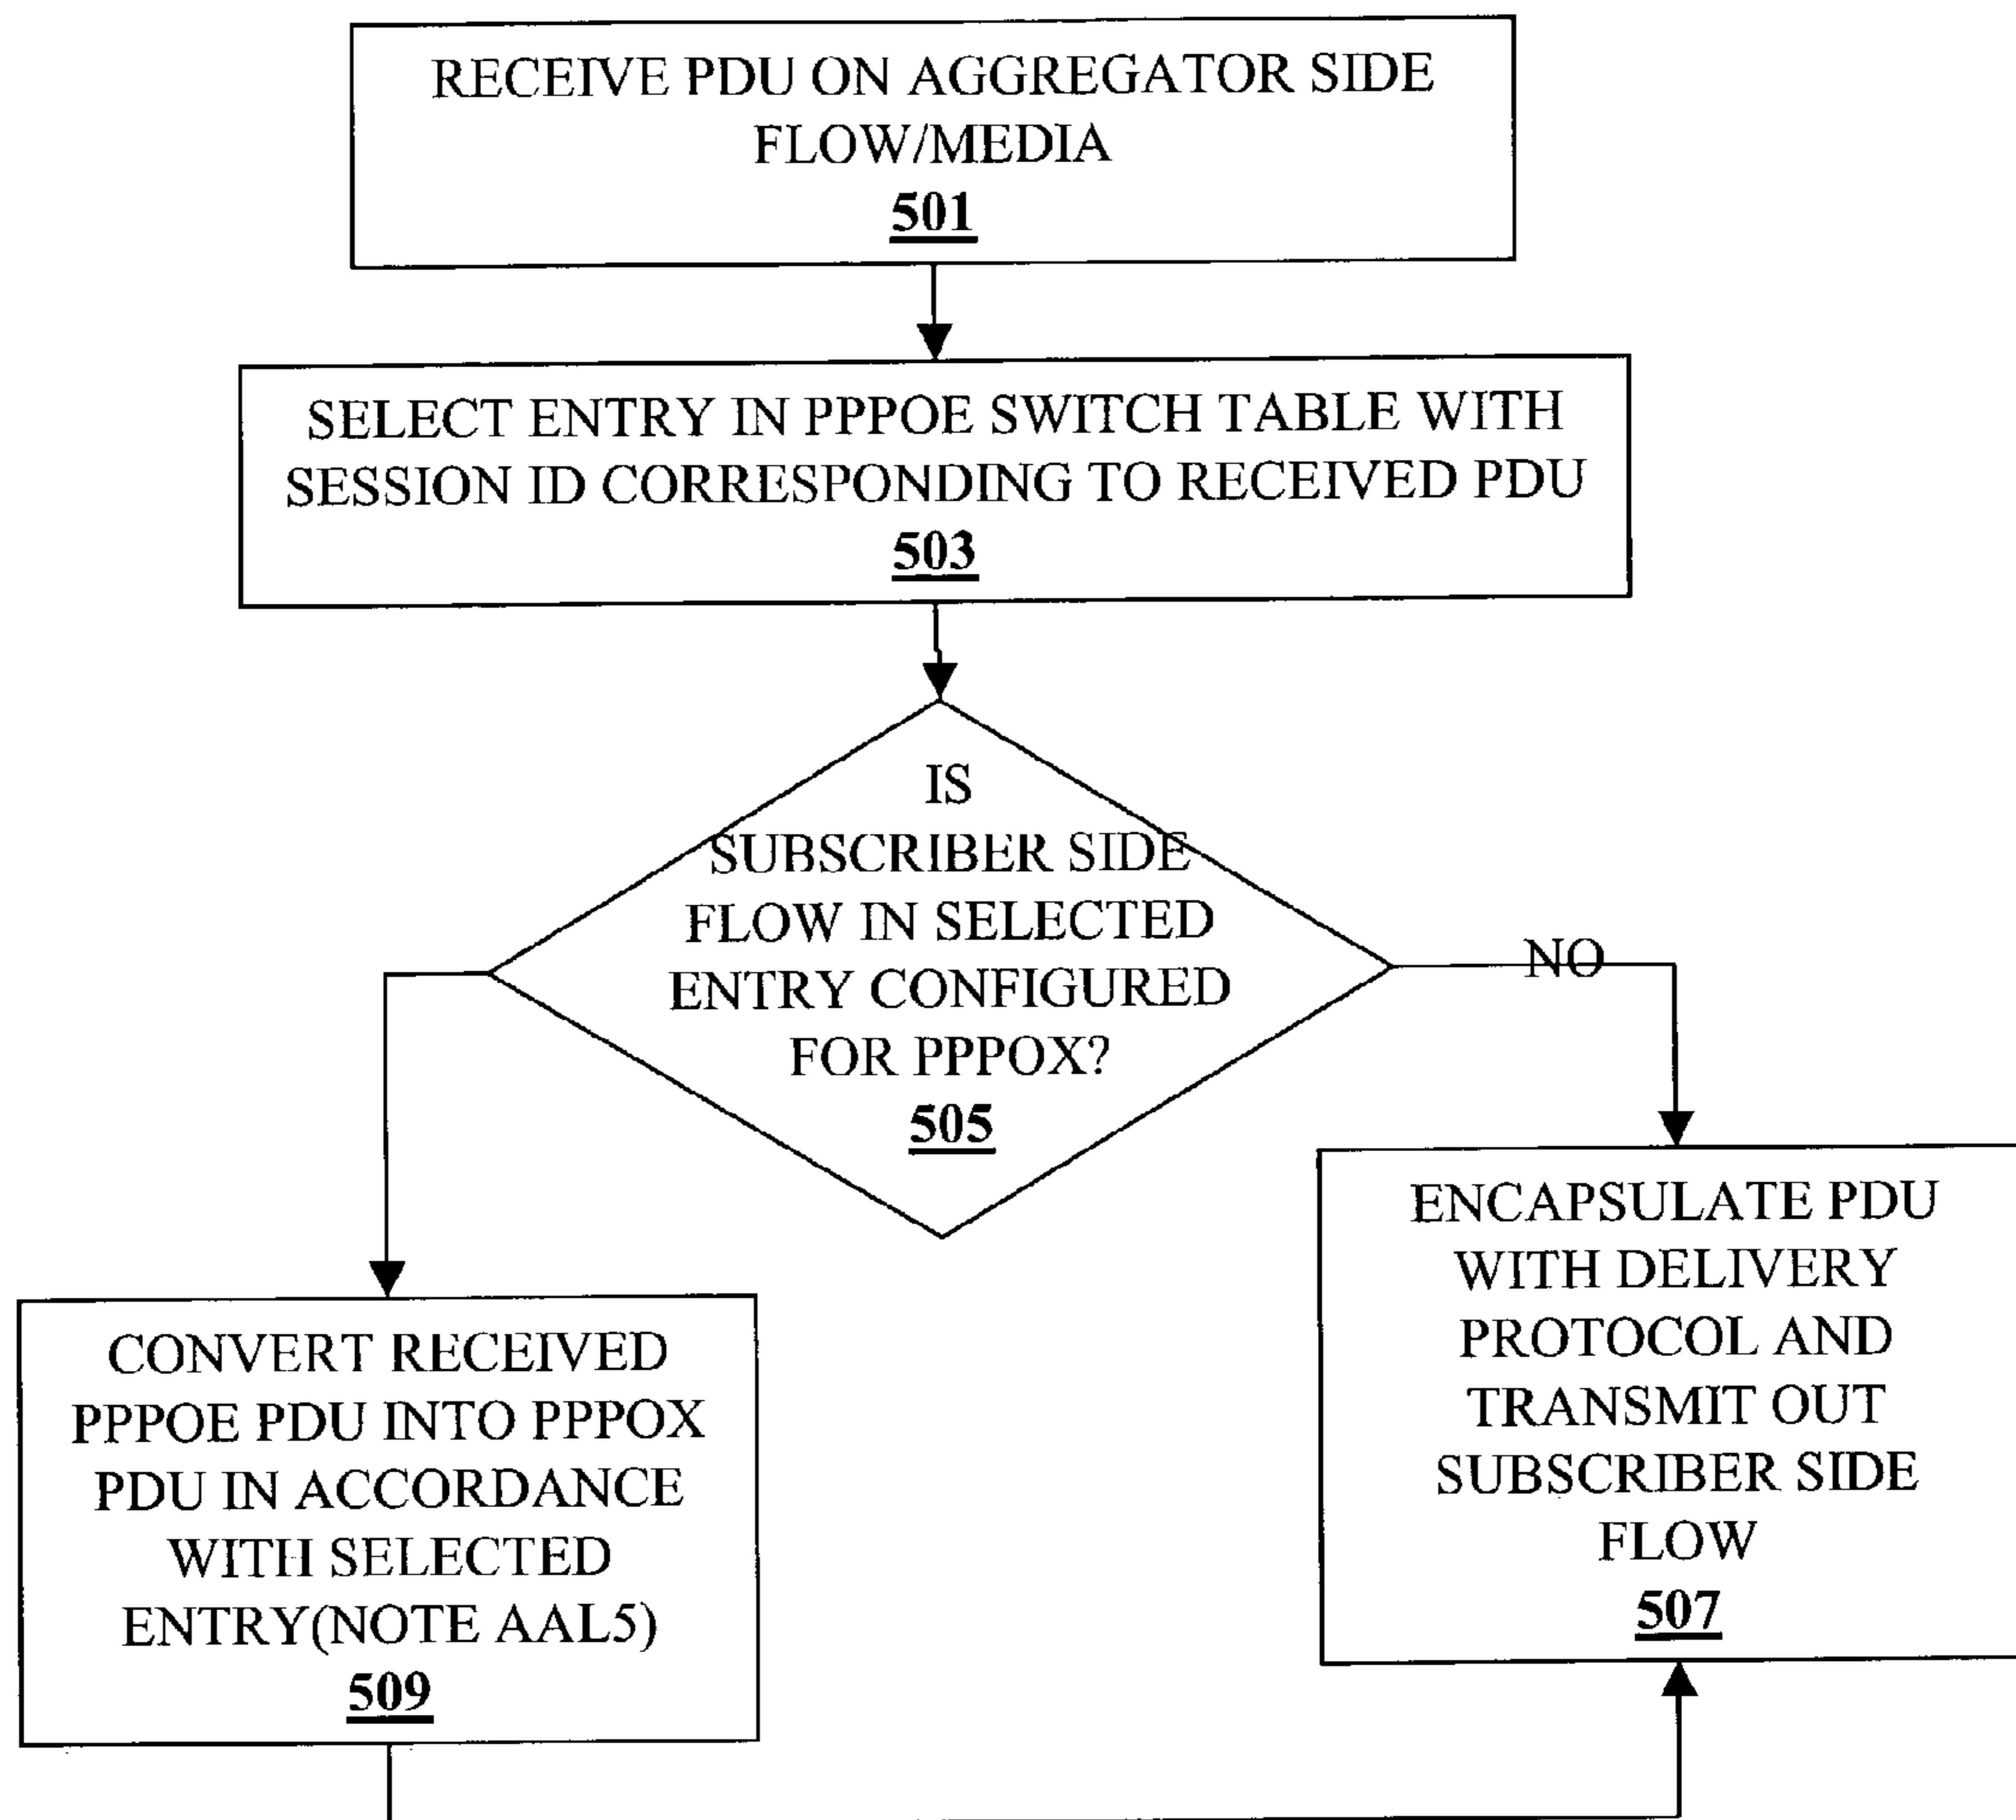 RECEIVE PDU ON AGGREGATOR SIDE
FLOW/MEDIA
501
SELECT ENTRY IN PPPOE SWITCH TABLE WITH
SESSION ID CORRESPONDING TO RECEIVED PDU
503
IS
SUBSCRIBER SIDE
FLOW IN SELECTED
ENTRY CONFIGURED
FOR PPPOX?
505
NO
ENCAPSULATE PDU
WITH DELIVERY
PROTOCOL AND
TRANSMIT OUT
SUBSCRIBER SIDE
FLOW
507
CONVERT RECEIVED
PPPOE PDU INTO PPPOX
PDU IN ACCORDANCE
WITH SELECTED
ENTRY(NOTE AAL5)
509